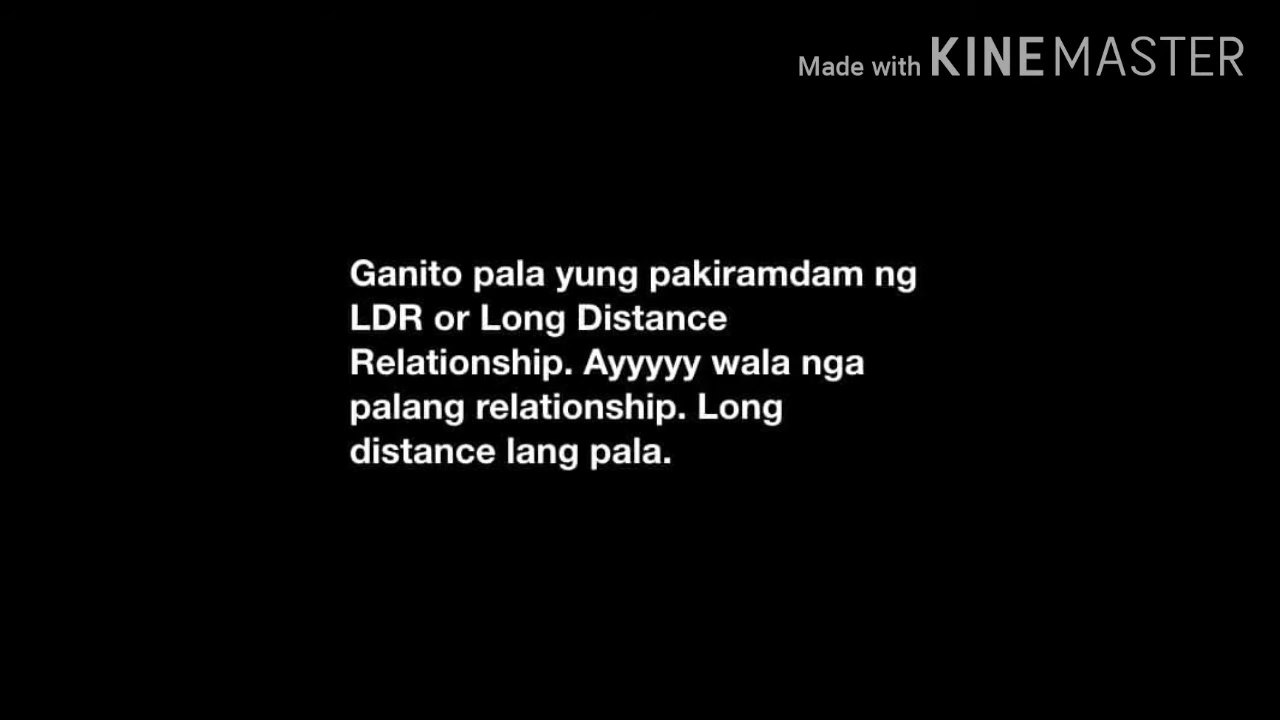 Made with KINEMASTER
Ganito pala yung pakiramdam ng
LDR or Long Distance
Relationship. Ayyyyy wala nga
palang relationship. Long
distance lang pala.